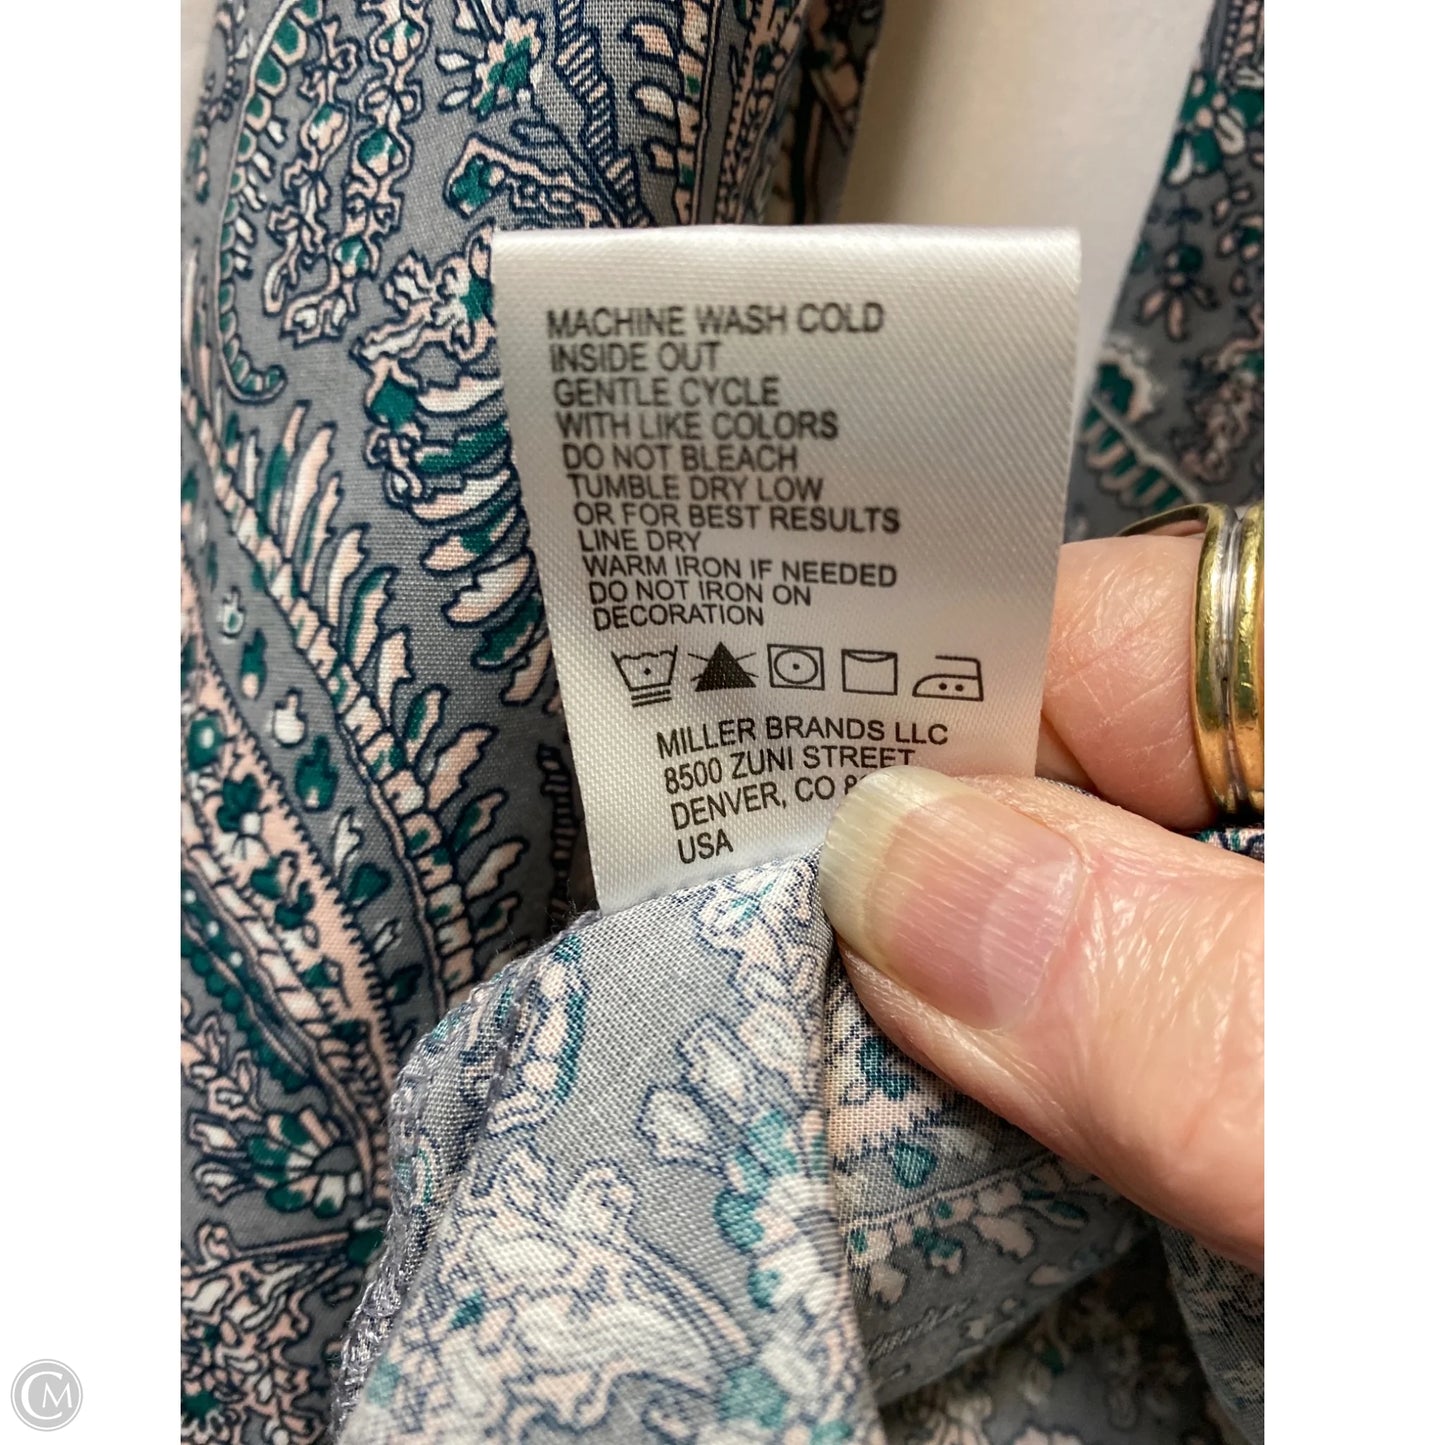 MACHINE WASH COLD
INSIDE OUT
GENTLE CYCLE
WITH LIKE COLORS
DO NOT BLEACH
TUMBLE DRY LOW
OR FOR BEST RESULTS
LINE DRY
WARM IRON IF NEEDED
DO NOT IRON ON
DECORATION
MILLER BRANDS LLC
8500 ZUNI STREET
DENVER, CO
USA
CM